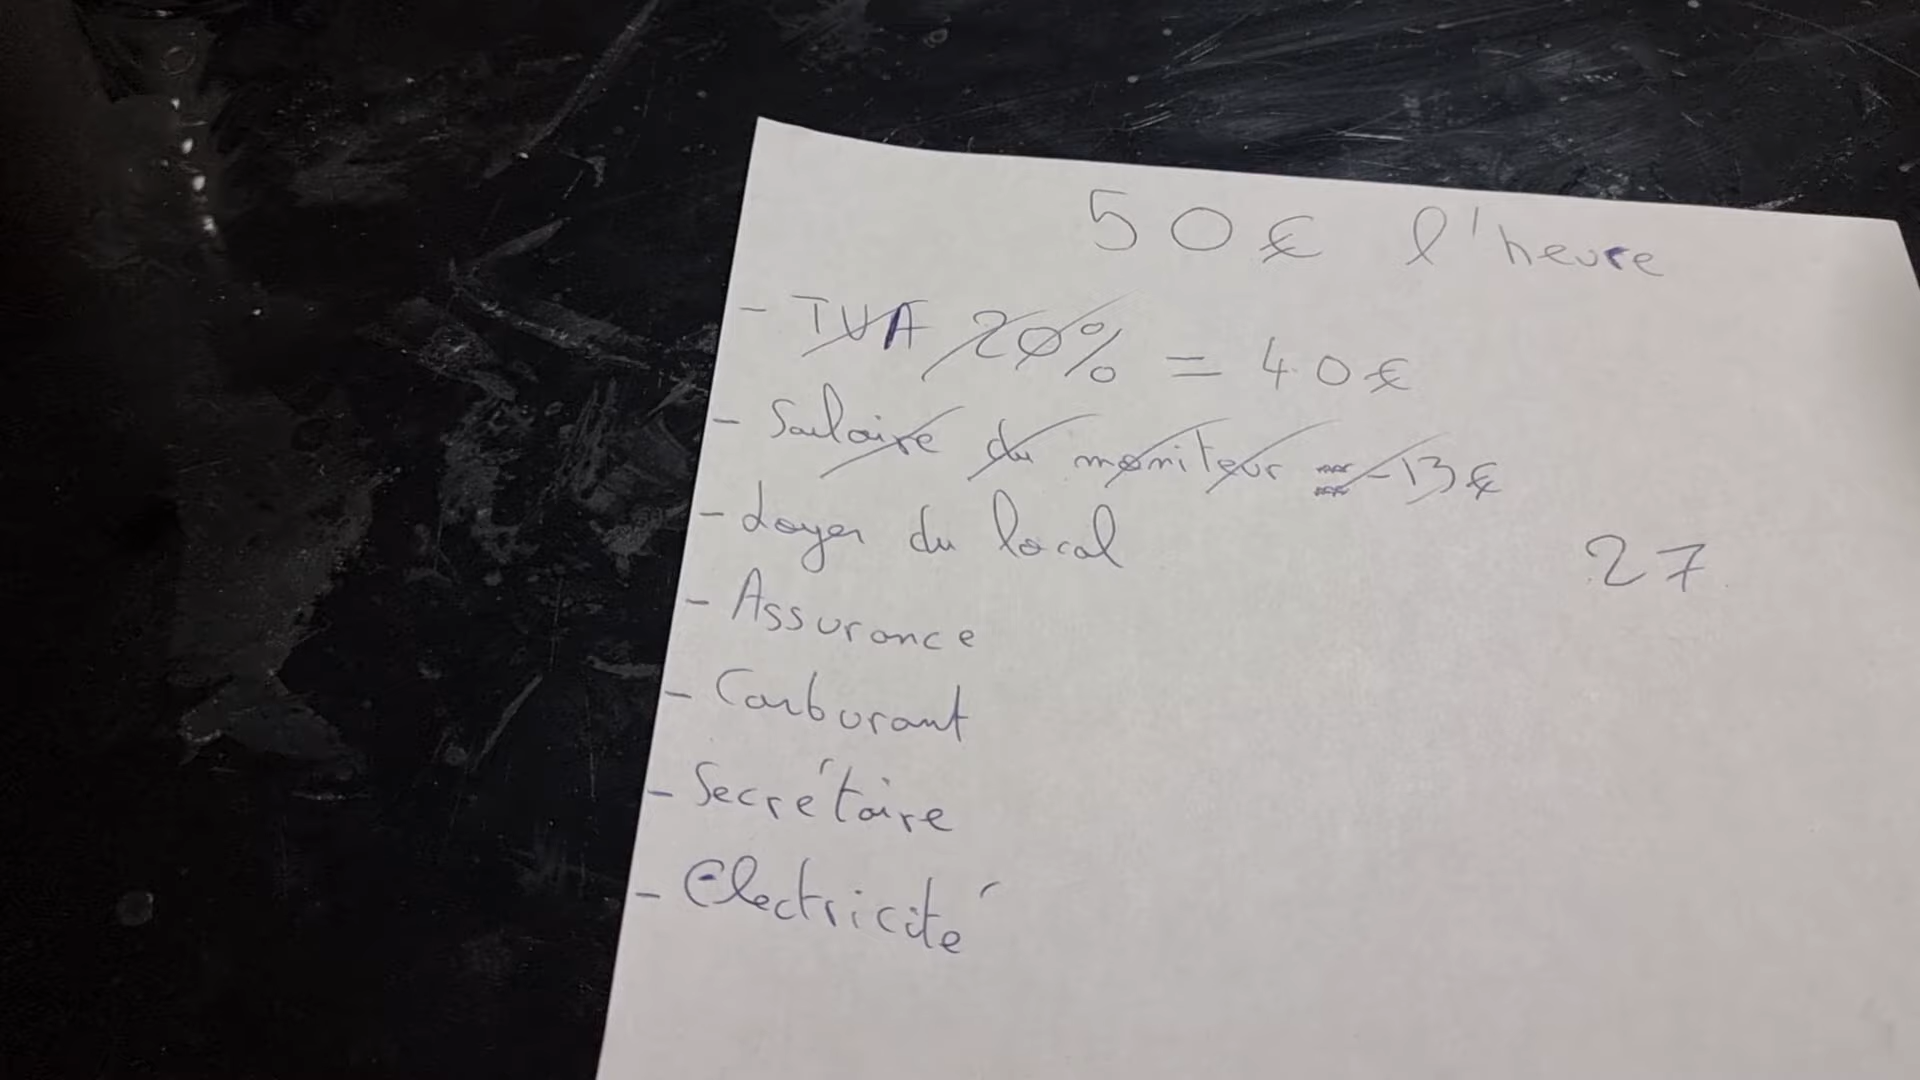 50€ l'heure
- TVA 20% = 40€
- Salaire du moniteur = -13€
- Loyer du local
27
- Assurance
- Carburant
- Secrétaire
- Electricité